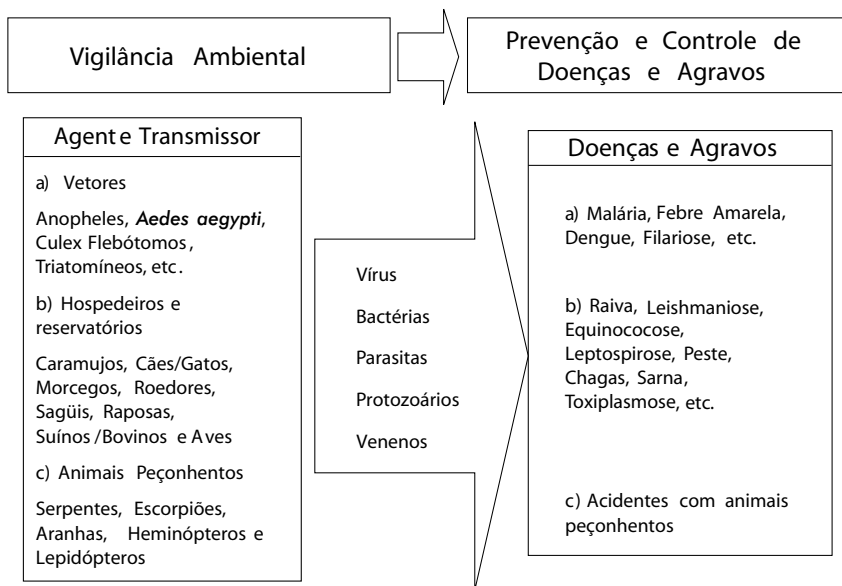 Vigilância Ambiental
Prevenção e Controle de
Doenças e Agravos
Agente Transmissor
a) Vetores
Anopheles, Aedes aegypti,
Culex Flebótomos,
Triatomíneos, etc.
b) Hospedeiros e
reservatórios
Caramujos, Cães/Gatos,
Morcegos, Roedores,
Sagüis, Raposas,
Suínos/Bovinos e Aves
c) Animais Peçonhentos
Serpentes, Escorpiões,
Aranhas, Heminópteros e
Lepidópteros
Vírus
Bactérias
Parasitas
Protozoários
Venenos
Doenças e Agravos
a) Malária, Febre Amarela,
Dengue, Filariose, etc.
b) Raiva, Leishmaniose,
Equinococose,
Leptospirose, Peste,
Chagas, Sarna,
Toxiplasmose, etc.
c) Acidentes com animais
peçonhentos